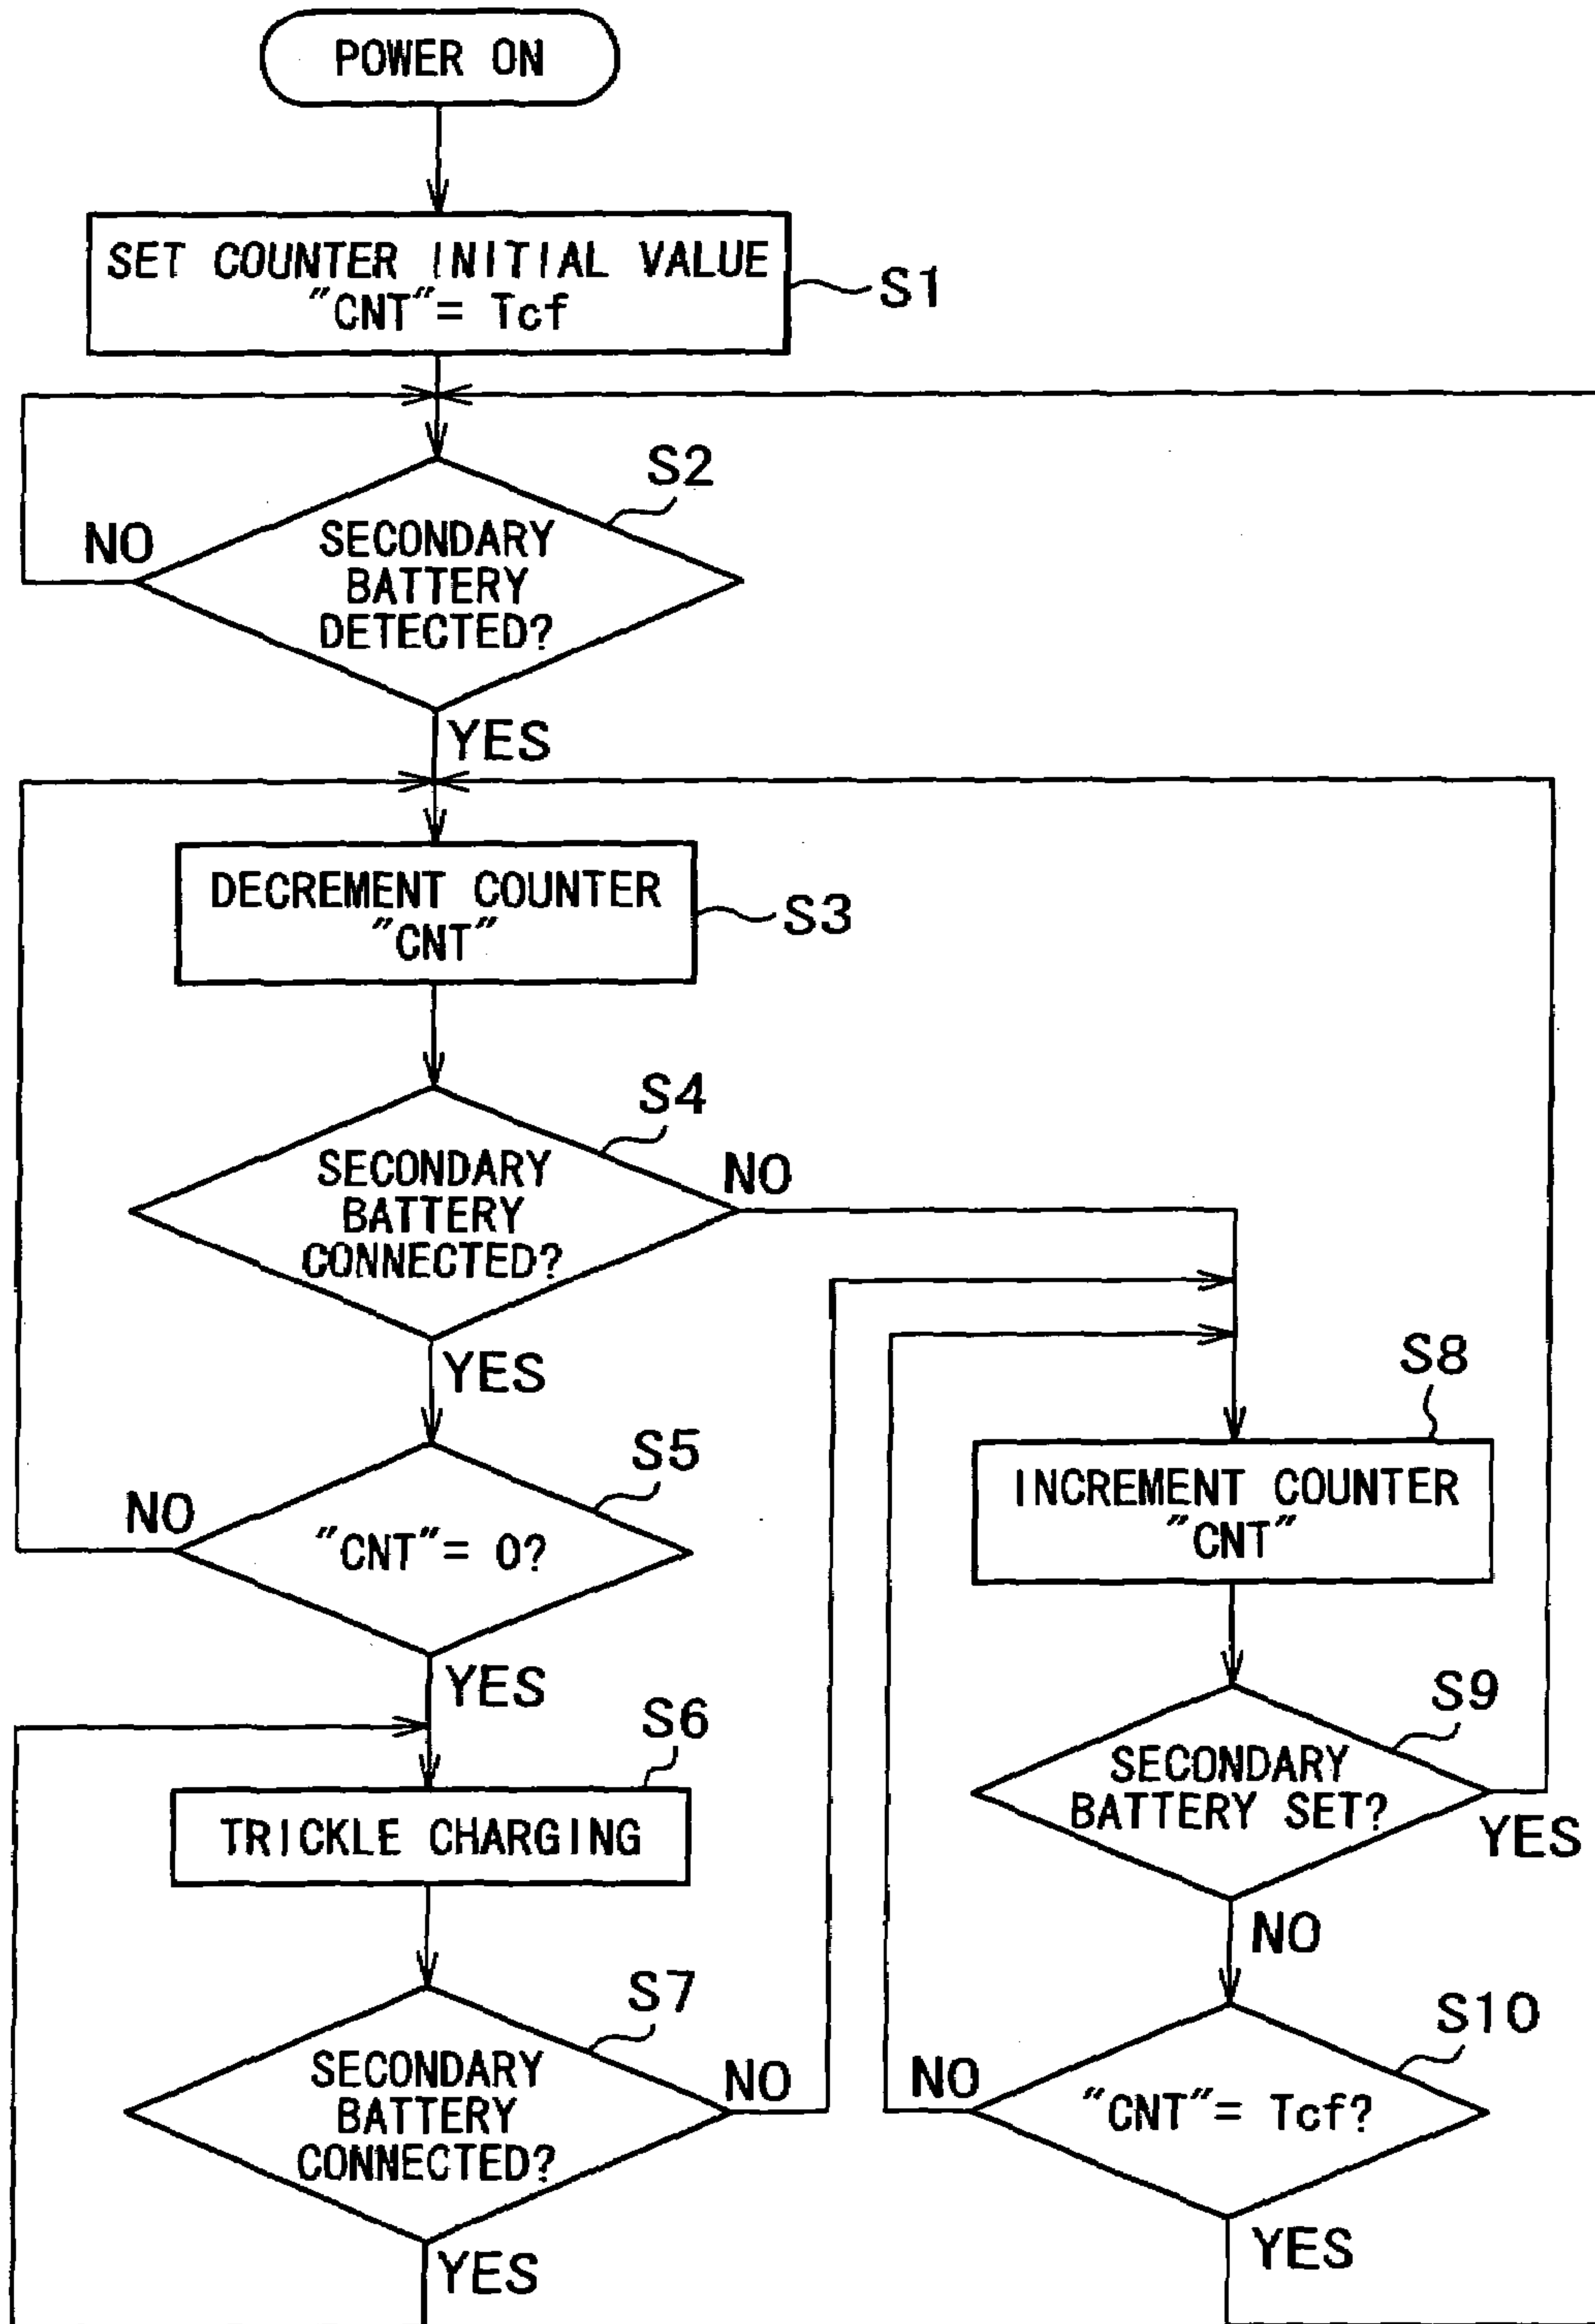 POWER ON
SET COUNTER INITIAL VALUE
"CNT"= Tcf
S1
S2
NO
SECONDARY
BATTERY
DETECTED?
YES
DECREMENT COUNTER
"CNT"
S3
S4
SECONDARY
BATTERY
CONNECTED?
NO
YES
S5
NO
"CNT"= 0?
YES
S6
TRICKLE CHARGING
S7
SECONDARY
BATTERY
CONNECTED?
NO
YES
S8
INCREMENT COUNTER
"CNT"
S9
SECONDARY
BATTERY SET?
YES
NO
S10
NO
"CNT"= Tcf?
YES